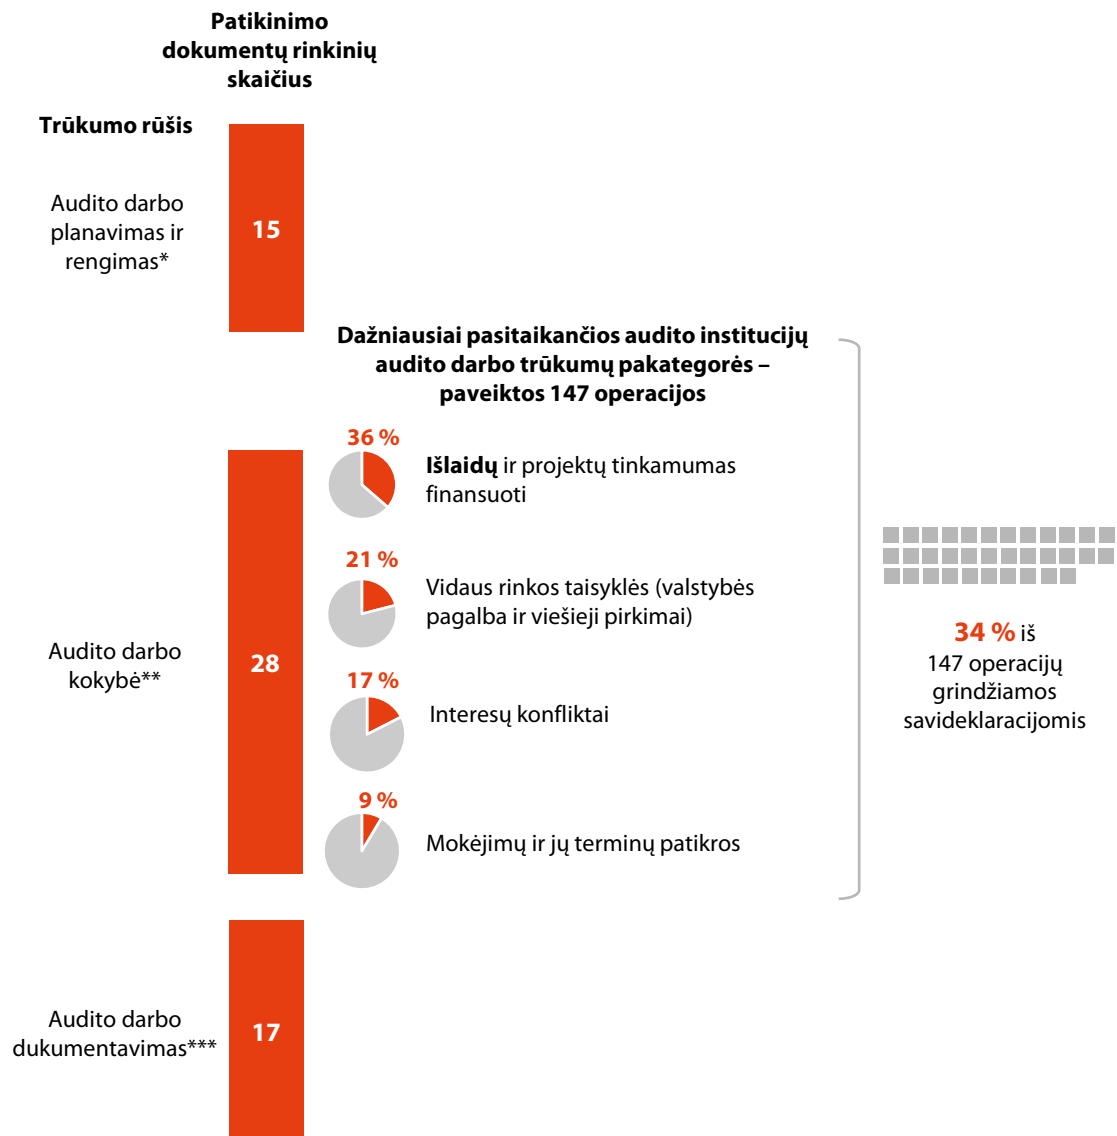 Patikinimo
dokumentų rinkinių
skaičius
Trūkumo rūšis
Audito darbo
planavimas ir
rengimas*
15
Dažniausiai pasitaikančios audito institucijų
audito darbo trūkumų pakategorės –
paveiktos 147 operacijos
Audito darbo
kokybė**
28
36 %
Išlaidų ir projektų tinkamumas
finansuoti
21 %
Vidaus rinkos taisyklės (valstybės
pagalba ir viešieji pirkimai)
17 %
Interesų konfliktai
9 %
Mokėjimų ir jų terminų patikros
34 % iš
147 operacijų
grindžiamos
savideklaracijomis
Audito darbo
dukumentavimas***
17